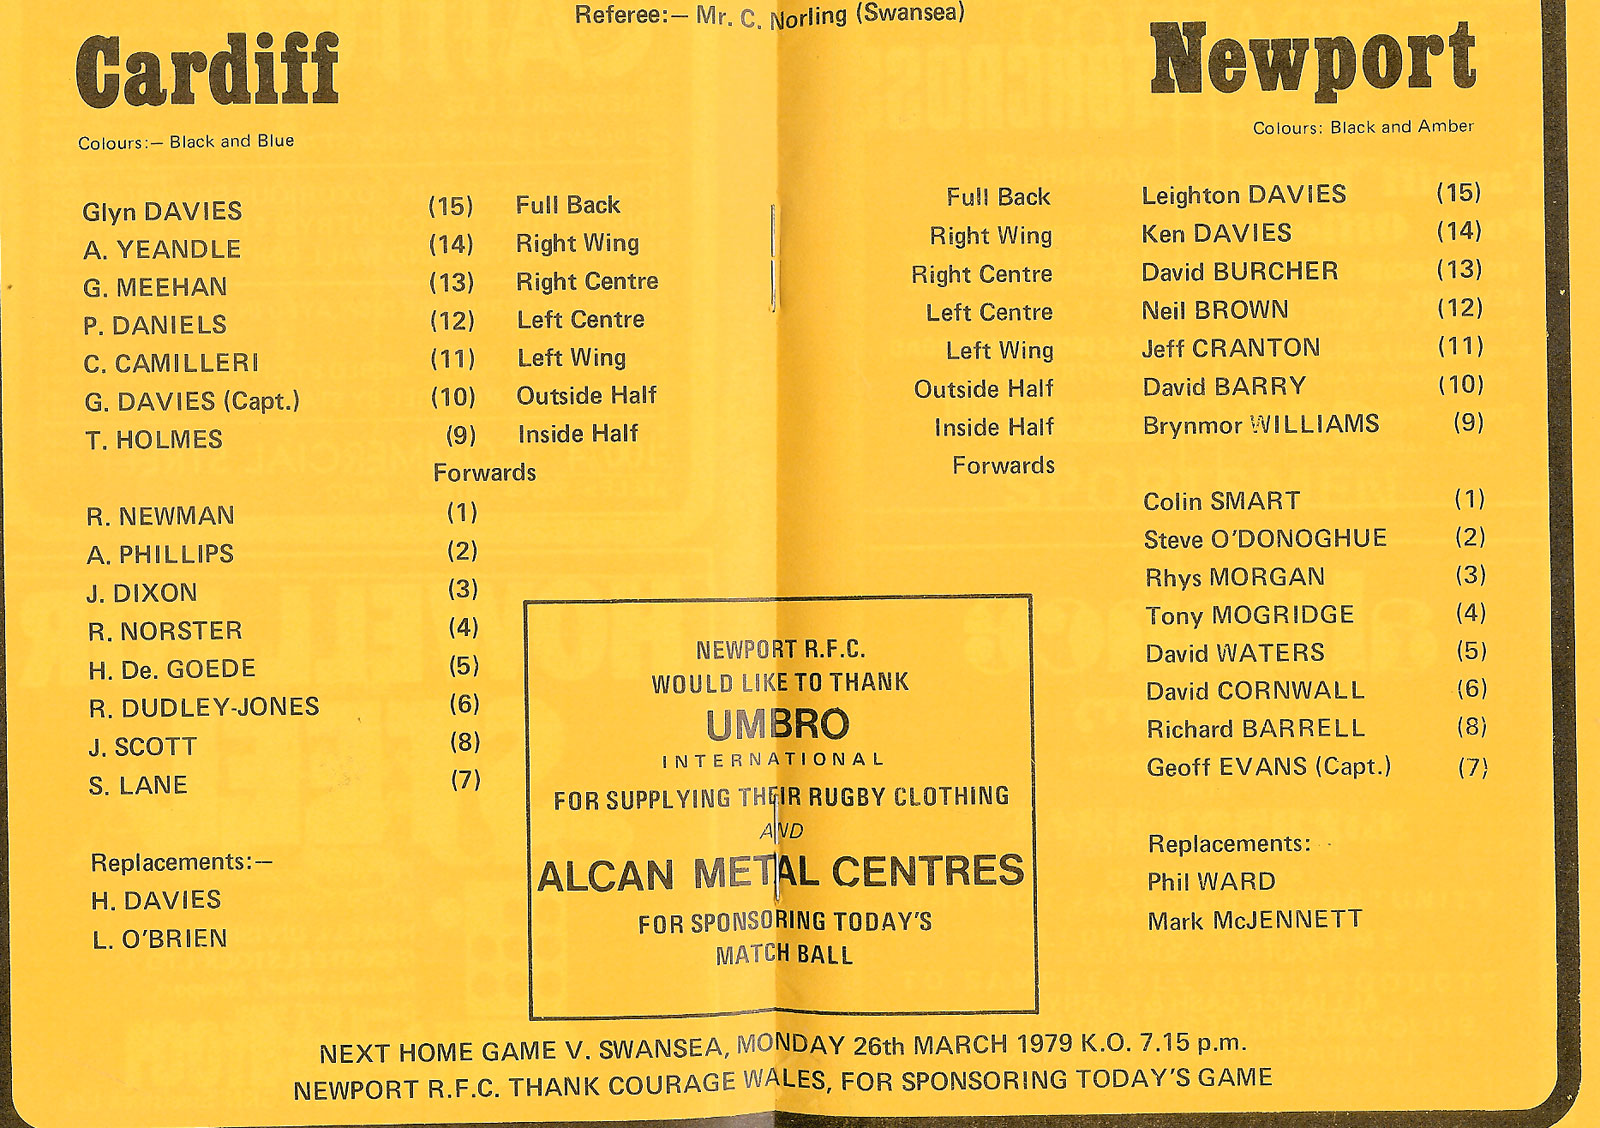 Referee:— Mr. C. Norling (Swansea)
Cardiff
Colours:— Black and Blue
Glyn DAVIES (15) Full Back
A. YEANDLE (14) Right Wing
G. MEEHAN (13) Right Centre
P. DANIELS (12) Left Centre
C. CAMILLERI (11) Left Wing
G. DAVIES (Capt.) (10) Outside Half
T. HOLMES (9) Inside Half
Forwards
R. NEWMAN (1)
A. PHILLIPS (2)
J. DIXON (3)
R. NORSTER (4)
H. De. GOEDE (5)
R. DUDLEY-JONES (6)
J. SCOTT (8)
S. LANE (7)
Replacements:—
H. DAVIES
L. O'BRIEN
Newport
Colours: Black and Amber
Full Back Leighton DAVIES (15)
Right Wing Ken DAVIES (14)
Right Centre David BURCHER (13)
Left Centre Neil BROWN (12)
Left Wing Jeff CRANTON (11)
Outside Half David BARRY (10)
Inside Half Brynmor WILLIAMS (9)
Forwards
Colin SMART (1)
Steve O'DONOGHUE (2)
Rhys MORGAN (3)
Tony MOGRIDGE (4)
David WATERS (5)
David CORNWALL (6)
Richard BARRELL (8)
Geoff EVANS (Capt.) (7)
Replacements:
Phil WARD
Mark McJENNETT
NEWPORT R.F.C.
WOULD LIKE TO THANK
UMBRO
INTERNATIONAL
FOR SUPPLYING THEIR RUGBY CLOTHING
AND
ALCAN METAL CENTRES
FOR SPONSORING TODAY'S
MATCH BALL
NEXT HOME GAME V. SWANSEA, MONDAY 26th MARCH 1979 K.O. 7.15 p.m.
NEWPORT R.F.C. THANK COURAGE WALES, FOR SPONSORING TODAY'S GAME